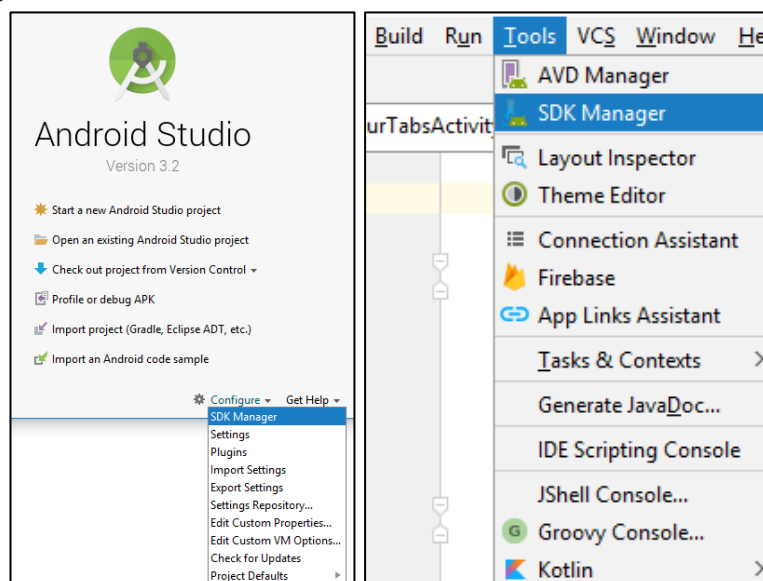 Android Studio
Version 3.2
Start a new Android Studio project
Open an existing Android Studio project
Check out project from Version Control
Profile or debug APK
Import project (Gradle, Eclipse ADT, etc.)
Import an Android code sample
Configure Get Help
SDK Manager
Settings
Plugins
Import Settings
Export Settings
Settings Repository...
Edit Custom Properties...
Edit Custom VM Options...
Check for Updates
Project Defaults
Build Run Tools VCS Window He
urTabsActivit
AVD Manager
SDK Manager
Layout Inspector
Theme Editor
Connection Assistant
Firebase
App Links Assistant
Tasks & Contexts
Generate JavaDoc...
IDE Scripting Console
JShell Console...
G Groovy Console...
Kotlin